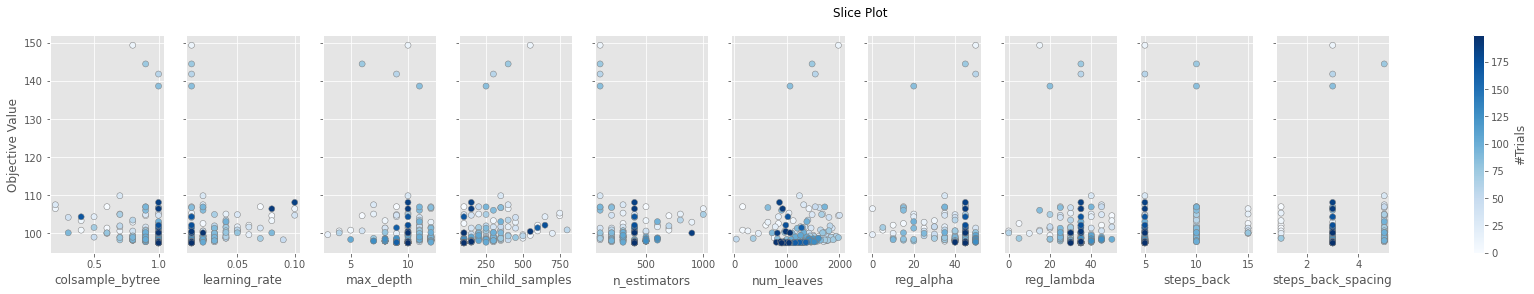 Slice Plot
Objective Value
150
140
130
120
110
100
0.5 1.0
colsample_bytree
0.05 0.10
learning_rate
5 10
max_depth
250 500 750
min_child_samples
500 1000
n_estimators
0 1000 2000
num_leaves
0 20 40
reg_alpha
0 20 40
reg_lambda
5 10 15
steps_back
2 4
steps_back_spacing
175
150
125
100
75
50
25
0
#Trials